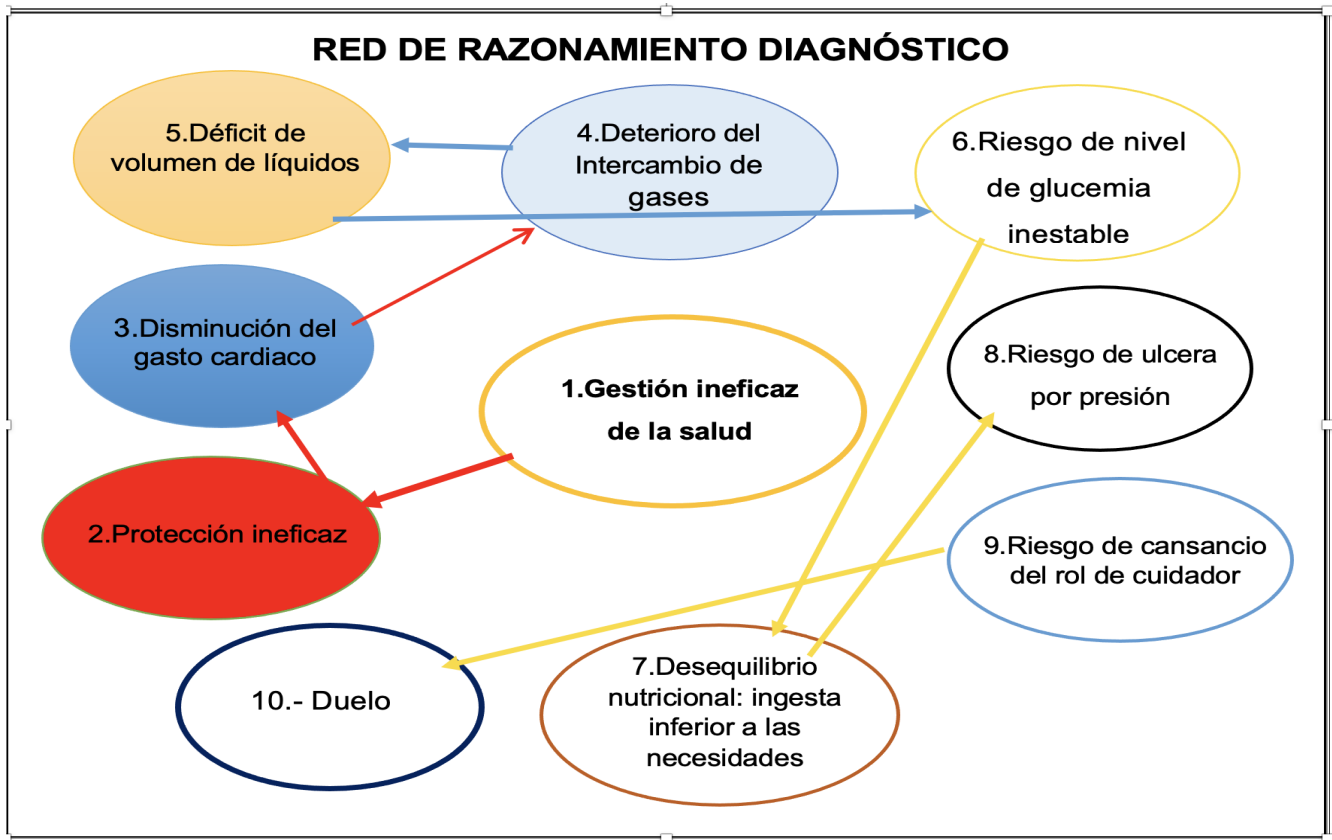 RED DE RAZONAMIENTO DIAGNÓSTICO
5.Déficit de
volumen de líquidos
4.Deterioro del
Intercambio de
gases
6.Riesgo de nivel
de glucemia
inestable
3.Disminución del
gasto cardiaco
1.Gestión ineficaz
de la salud
8.Riesgo de ulcera
por presión
2.Protección ineficaz
9.Riesgo de cansancio
del rol de cuidador
10.- Duelo
7.Desequilibrio
nutricional: ingesta
inferior a las
necesidades